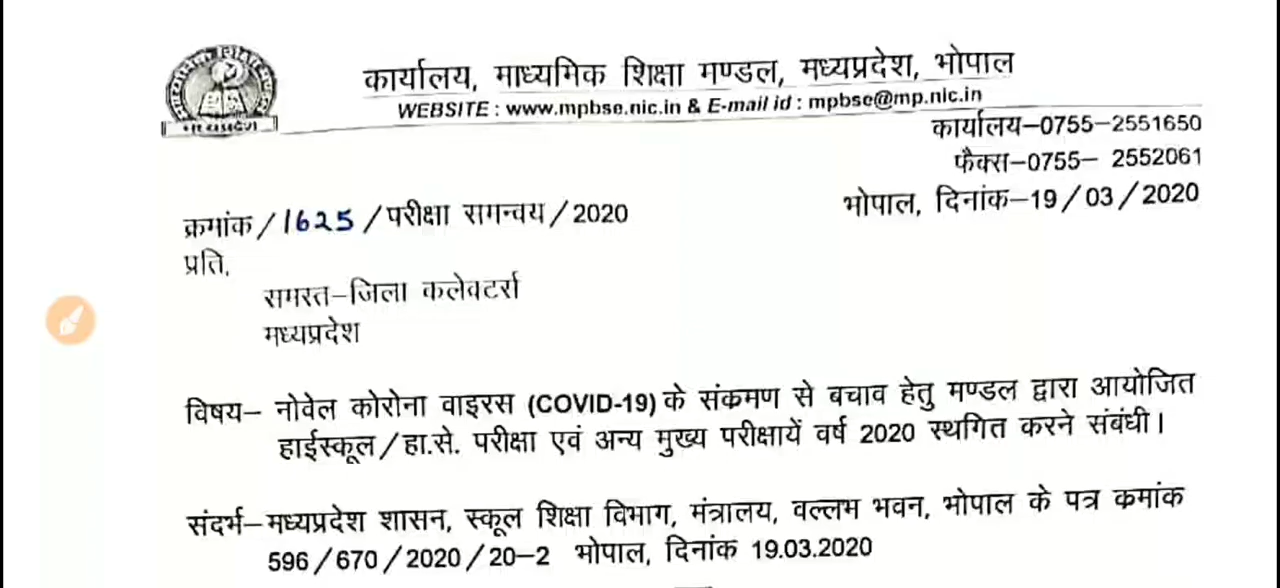 कार्यालय, माध्यमिक शिक्षा मण्डल, मध्यप्रदेश, भोपाल
WEBSITE : www.mpbse.nic.in & E-mail id : mpbse@mp.nic.in
कार्यालय–0755–2551650
फैक्स–0755– 2552061
क्रमांक/1625/परीक्षा समन्वय/2020
भोपाल, दिनांक–19/03/2020
प्रति,
समस्त–जिला कलेक्टर्स
मध्यप्रदेश
विषय– नोवेल कोरोना वाइरस (COVID-19) के संक्रमण से बचाव हेतु मण्डल द्वारा आयोजित
हाईस्कूल/हा.से. परीक्षा एवं अन्य मुख्य परीक्षायें वर्ष 2020 स्थगित करने संबंधी।
संदर्भ–मध्यप्रदेश शासन, स्कूल शिक्षा विभाग, मंत्रालय, वल्लभ भवन, भोपाल के पत्र क्रमांक
596/670/2020/20–2 भोपाल, दिनांक 19.03.2020